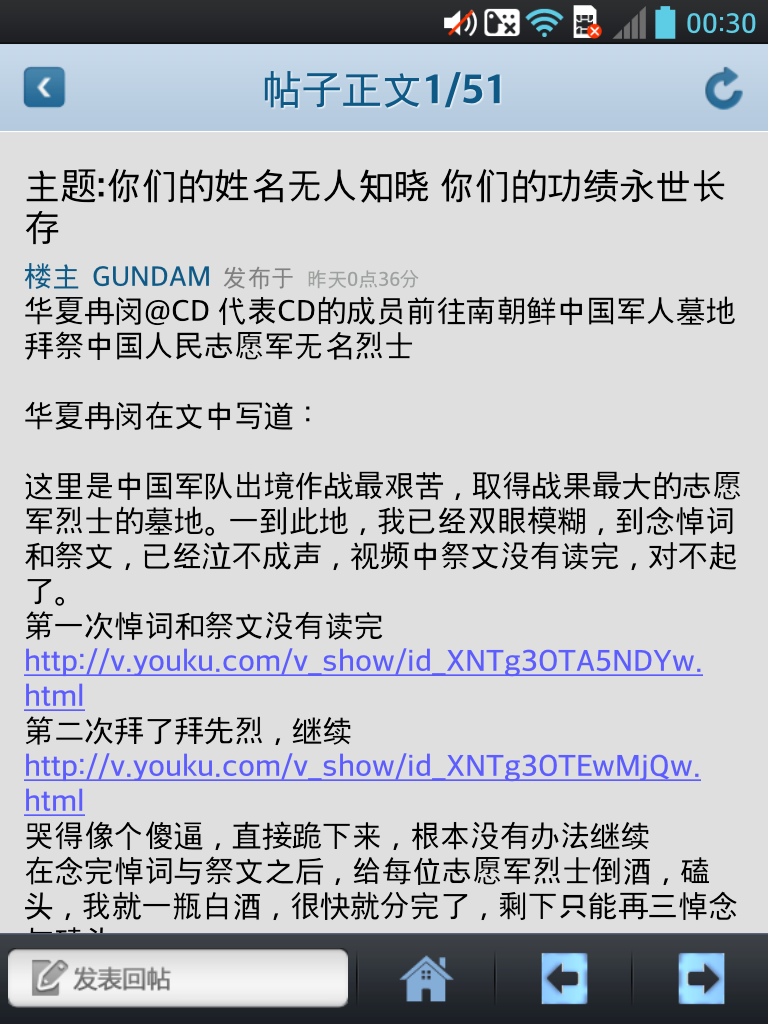 00:30
帖子正文1/51
主题:你们的姓名无人知晓 你们的功绩永世长
存
楼主 GUNDAM 发布于 昨天0点36分
华夏冉闵@CD 代表CD的成员前往南朝鲜中国军人墓地
拜祭中国人民志愿军无名烈士
华夏冉闵在文中写道：
这里是中国军队出境作战最艰苦，取得战果最大的志愿
军烈士的墓地。一到此地，我已经双眼模糊，到念悼词
和祭文，已经泣不成声，视频中祭文没有读完，对不起
了。
第一次悼词和祭文没有读完
http://v.youku.com/v_show/id_XNTg3OTA5NDYw.
html
第二次拜了拜先烈，继续
http://v.youku.com/v_show/id_XNTg3OTEwMjQw.
html
哭得像个傻逼，直接跪下来，根本没有办法继续
在念完悼词与祭文之后，给每位志愿军烈士倒酒，磕
头，我就一瓶白酒，很快就分完了，剩下只能再三悼念
发表回帖